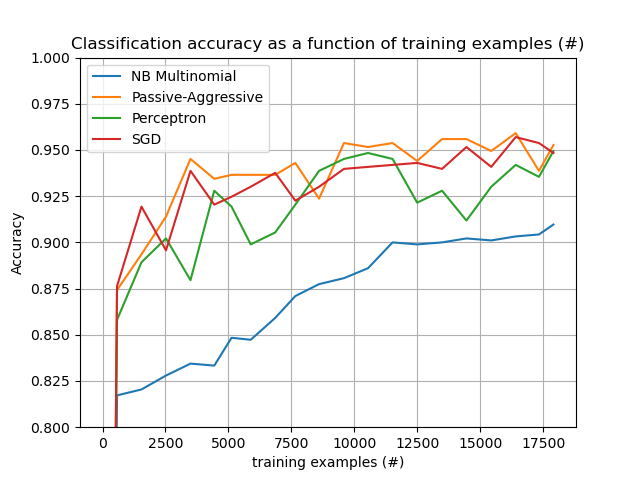 Classification accuracy as a function of training examples (#)
1.000
0.975
0.950
0.925
0.900
0.875
0.850
0.825
0.800
Accuracy
NB Multinomial
Passive-Aggressive
Perceptron
SGD
0 2500 5000 7500 10000 12500 15000 17500
training examples (#)